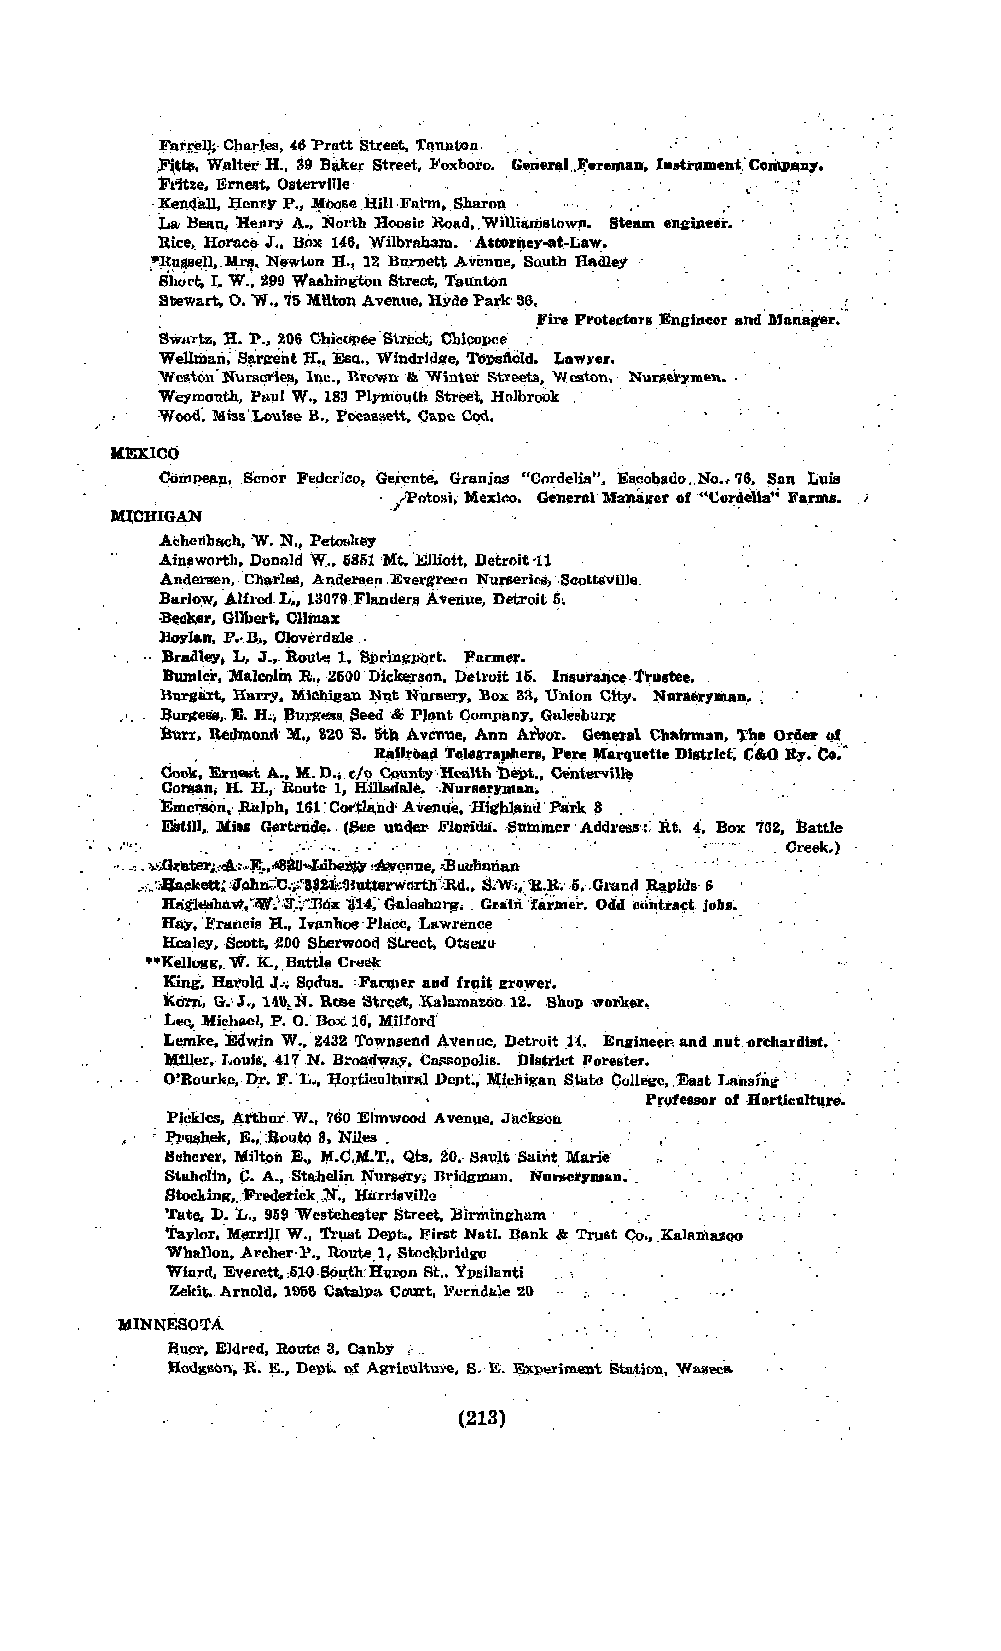 Farrell, Charles, 46 Pratt Street, Taunton
Fitts, Walter H., 39 Baker Street, Foxboro. General Foreman, Instrument Company.
Fritze, Ernest, Osterville
Kendall, Henry P., Moose Hill Farm, Sharon
La Beau, Henry A., North Hoosic Road, Williamstown. Steam engineer.
Rice, Horace J., Box 146, Wilbraham. Attorney-at-Law.
*Russell, Mrs. Newton H., 12 Burnett Avenue, South Hadley
Short, I. W., 299 Washington Street, Taunton
Stewart, O. W., 75 Milton Avenue, Hyde Park 36.
Fire Protectors Engineer and Manager.
Swartz, H. P., 206 Chicopee Street, Chicopee
Wellman, Sargent H., Esq., Windridge, Topsfield. Lawyer.
Weston Nurseries, Inc., Brown & Winter Streets, Weston. Nurserymen.
Weymouth, Paul W., 183 Plymouth Street, Holbrook
Wood, Miss Louise B., Pocassett, Cape Cod.
MEXICO
Compean, Senor Federico, Gerente, Granjas "Cordelia", Escobado No. 76, San Luis
Potosi, Mexico. General Manager of "Cordelia" Farms.
MICHIGAN
Achenbach, W. N., Petoskey
Ainsworth, Donald W., 5851 Mt. Elliott, Detroit 11
Andersen, Charles, Andersen Evergreen Nurseries, Scottsville
Barlow, Alfred L., 13079 Flanders Avenue, Detroit 5.
Becker, Gilbert, Climax
Boylan, P. B., Cloverdale
Bradley, L. J., Route 1, Springport. Farmer.
Bumler, Malcolm R., 2500 Dickerson, Detroit 15. Insurance Trustee.
Burgart, Harry, Michigan Nut Nursery, Box 33, Union City. Nurseryman.
Burgess, E. H., Burgess Seed & Plant Company, Galesburg
Burr, Redmond M., 320 S. 5th Avenue, Ann Arbor. General Chairman, The Order of
Railroad Telegraphers, Pere Marquette District, C&O Ry. Co.
Cook, Ernest A., M. D., c/o County Health Dept., Centerville
Corsan, H. H., Route 1, Hillsdale. Nurseryman.
Emerson, Ralph, 161 Cortland Avenue, Highland Park 3
Estill, Miss Gertrude. (See under Florida. Summer Address: Rt. 4, Box 762, Battle
Creek.)
Grater, A. E., Liberty Avenue, Buchanan
Hackett, John C., 3321 Butterworth Rd., S.W., R.R. 5, Grand Rapids 6
Hagleshaw, W. J., Box 314, Galesburg. Grain farmer, Odd contract jobs.
Hay, Francis H., Ivanhoe Place, Lawrence
Healey, Scott, 200 Sherwood Street, Otsego
**Kellogg, W. K., Battle Creek
King, Harold J., Sodus. Farmer and fruit grower.
Korn, G. J., 140 N. Rose Street, Kalamazoo 12. Shop worker.
Lee, Michael, P. O. Box 16, Milford
Lemke, Edwin W., 2432 Townsend Avenue, Detroit 14. Engineer and nut orchardist.
Miller, Louis, 417 N. Broadway, Cassopolis. District Forester.
O'Rourke, Dr. F. L., Horticultural Dept., Michigan State College, East Lansing
Professor of Horticulture.
Pickles, Arthur W., 760 Elmwood Avenue, Jackson
Prushek, E., Route 3, Niles
Scherer, Milton E., M.C.M.T., Qts. 20, Sault Saint Marie
Stahelin, C. A., Stahelin Nursery, Bridgman. Nurseryman.
Stocking, Frederick N., Harrisville
Tate, D. L., 959 Westchester Street, Birmingham
Taylor, Merrill W., Trust Dept., First Natl. Bank & Trust Co., Kalamazoo
Whallon, Archer P., Route 1, Stockbridge
Wiard, Everett, 510 South Huron St., Ypsilanti
Zekit, Arnold, 1955 Catalpa Court, Ferndale 20
MINNESOTA
Buer, Eldred, Route 3, Canby
Hodgson, R. E., Dept. of Agriculture, S. E. Experiment Station, Waseca
(213)